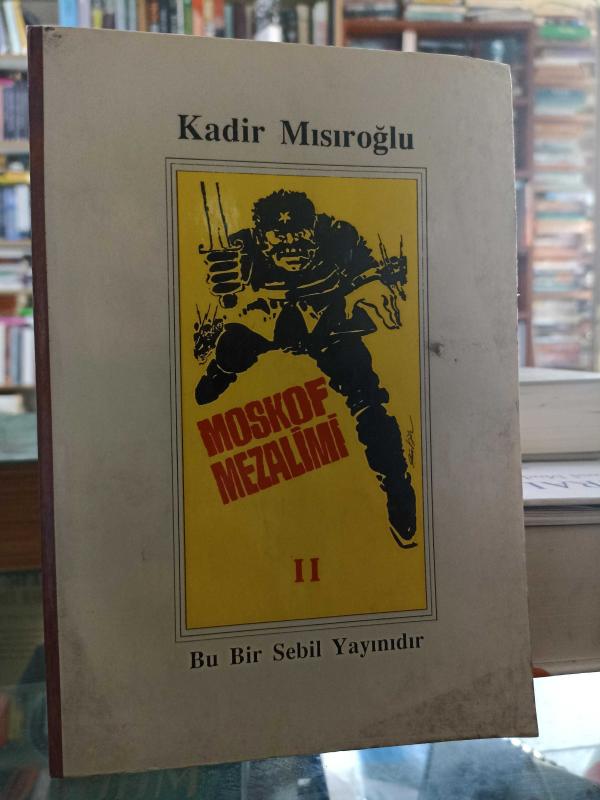 Kadir Mısıroğlu
MOSKOF
MEZALİMİ
II
Bu Bir Sebil Yayınıdır